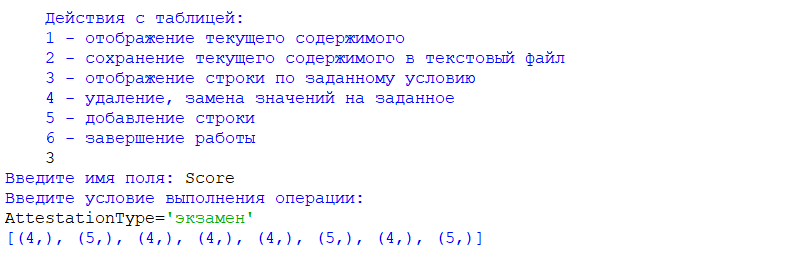 Действия с таблицей:
1 - отображение текущего содержимого
2 - сохранение текущего содержимого в текстовый файл
3 - отображение строки по заданному условию
4 - удаление, замена значений на заданное
5 - добавление строки
6 - завершение работы
3
Введите имя поля: Score
Введите условие выполнения операции:
AttestationType='экзамен'
[(4,), (5,), (4,), (4,), (4,), (5,), (4,), (5,)]